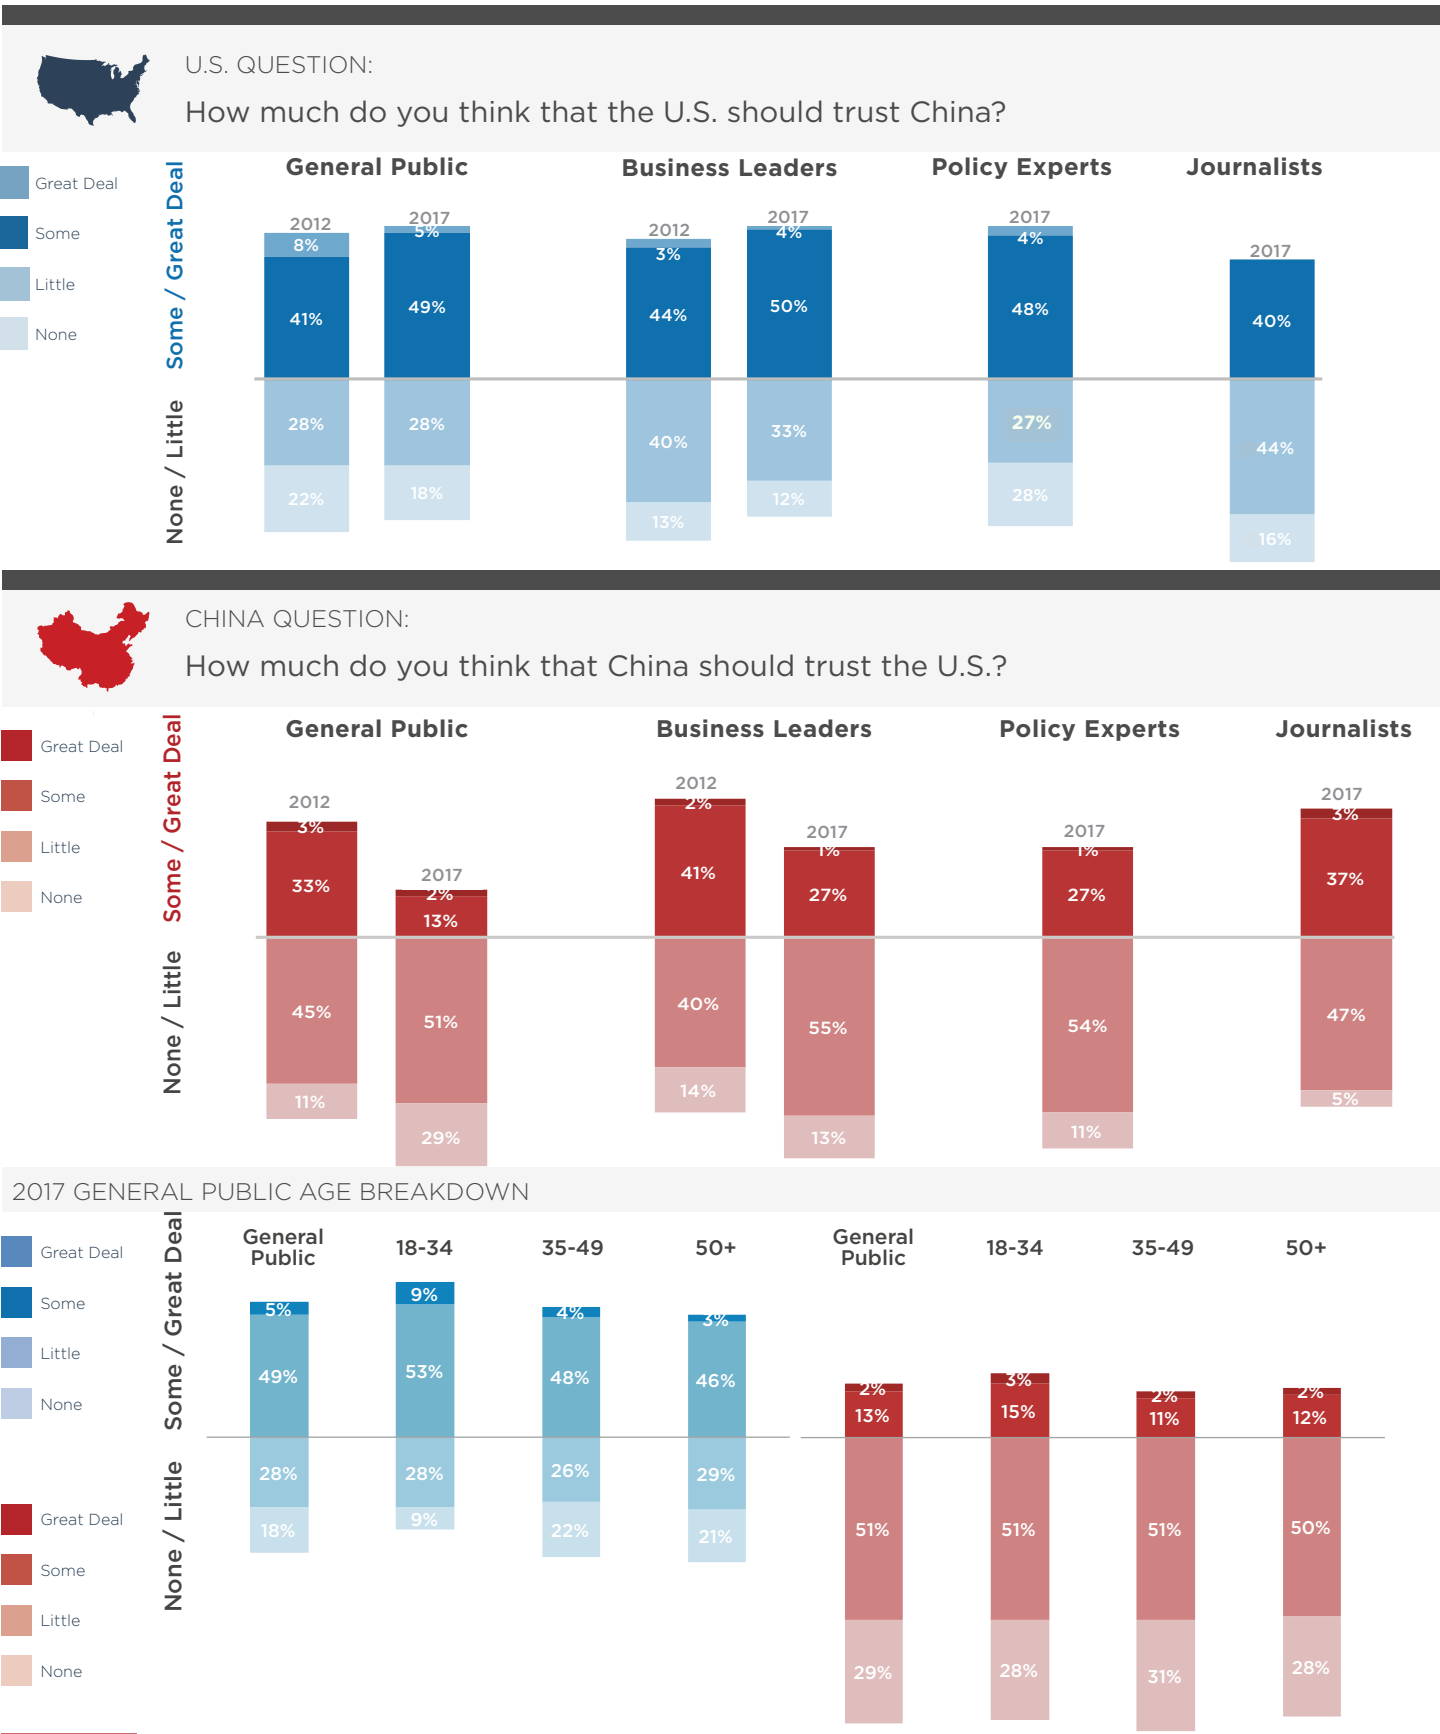 U.S. QUESTION:
How much do you think that the U.S. should trust China?
Great Deal
Some
Little
None
Some / Great Deal
None / Little
General Public
Business Leaders
Policy Experts
Journalists
2012
2017
2012
2017
2017
2017
8%
5%
3%
4%
4%
41%
49%
44%
50%
48%
40%
28%
28%
40%
33%
27%
44%
22%
18%
13%
12%
28%
16%
CHINA QUESTION:
How much do you think that China should trust the U.S.?
Great Deal
Some
Little
None
Some / Great Deal
None / Little
General Public
Business Leaders
Policy Experts
Journalists
2012
2017
2012
2017
2017
2017
3%
2%
2%
1%
1%
3%
33%
13%
41%
27%
27%
37%
45%
51%
40%
55%
54%
47%
11%
29%
14%
13%
11%
5%
2017 GENERAL PUBLIC AGE BREAKDOWN
Great Deal
Some
Little
None
Great Deal
Some
Little
None
Some / Great Deal
None / Little
General
Public
18-34
35-49
50+
5%
9%
4%
3%
49%
53%
48%
46%
28%
28%
26%
29%
18%
9%
22%
21%
General
Public
18-34
35-49
50+
2%
3%
2%
2%
13%
15%
11%
12%
51%
51%
51%
50%
29%
28%
31%
28%